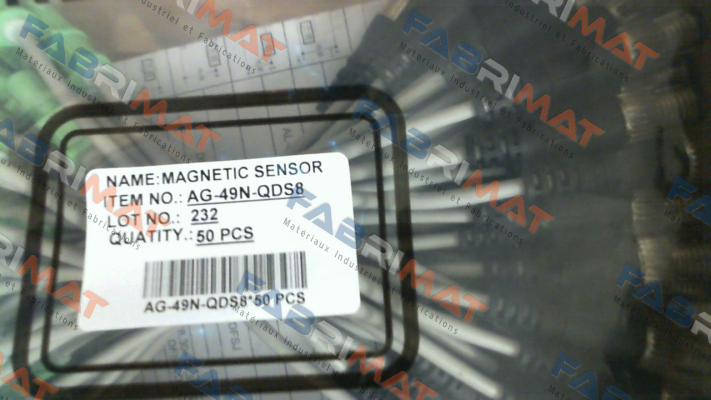 NAME:MAGNETIC SENSOR
ITEM NO.: AG-49N-QDS8
LOT NO.: 232
QUATITY.: 50 PCS
AG-49N-QDS8*50 PCS
FABRIMAT
Matériaux Industriel et Fabrications